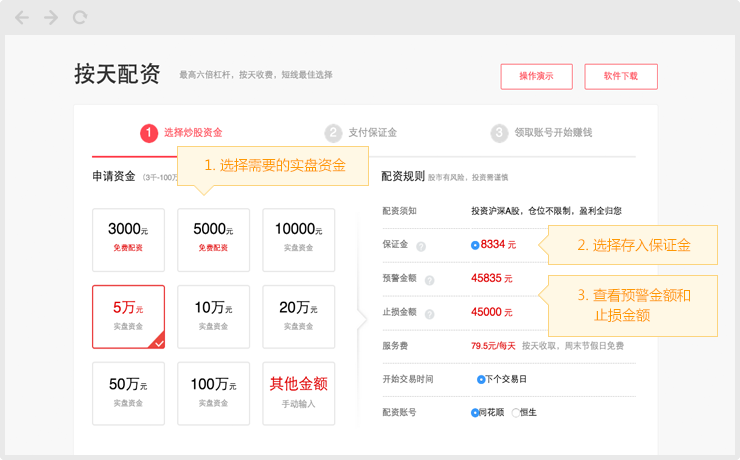 按天配资 最高六倍杠杆，按天收费，短线最佳选择 操作演示 软件下载
1 选择炒股资金 2 支付保证金 3 领取账号开始赚钱
1. 选择需要的实盘资金
申请资金 (3千-100万
3000元 5000元 10000元
免费配资 免费配资 实盘资金
5万元 10万元 20万元
实盘资金 实盘资金 实盘资金
50万元 100万元 其他金额
实盘资金 实盘资金 手动输入
配资规则 股市有风险，投资需谨慎
配资须知 投资沪深A股，仓位不限制，盈利全归您
保证金 ? 8334 元
2. 选择存入保证金
预警金额 ? 45835 元
3. 查看预警金额和
止损金额
止损金额 ? 45000 元
服务费 79.5元/每天 按天收取，周末节假日免费
开始交易时间 下个交易日
配资账号 同花顺 恒生